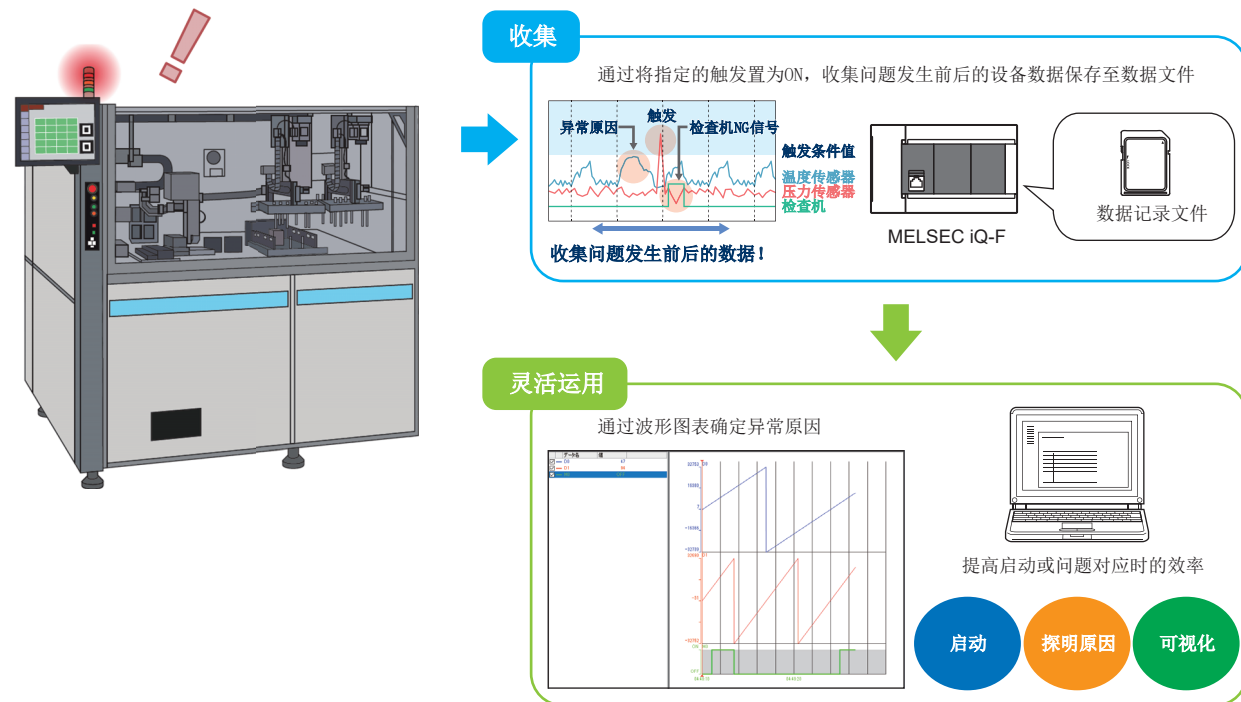 收集
通过将指定的触发置为ON，收集问题发生前后的设备数据保存至数据文件
触发
异常原因
检查机NG信号
触发条件值
温度传感器
压力传感器
检查机
收集问题发生前后的数据！
MELSEC iQ-F
数据记录文件
灵活运用
通过波形图表确定异常原因
データ名 値
提高启动或问题对应时的效率
启动
探明原因
可视化